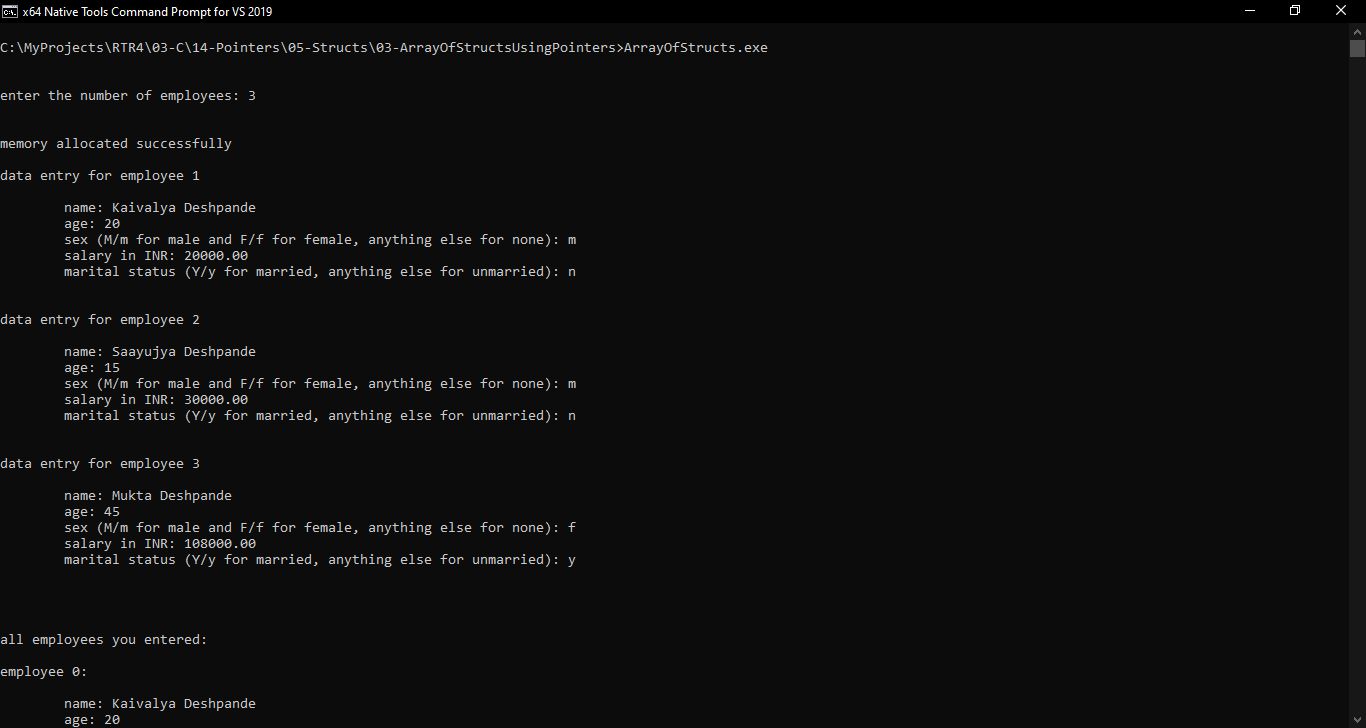 x64 Native Tools Command Prompt for VS 2019
C:\MyProjects\RTR4\03-C\14-Pointers\05-Structs\03-ArrayOfStructsUsingPointers>ArrayOfStructs.exe
enter the number of employees: 3
memory allocated successfully
data entry for employee 1
name: Kaivalya Deshpande
age: 20
sex (M/m for male and F/f for female, anything else for none): m
salary in INR: 20000.00
marital status (Y/y for married, anything else for unmarried): n
data entry for employee 2
name: Saayujya Deshpande
age: 15
sex (M/m for male and F/f for female, anything else for none): m
salary in INR: 30000.00
marital status (Y/y for married, anything else for unmarried): n
data entry for employee 3
name: Mukta Deshpande
age: 45
sex (M/m for male and F/f for female, anything else for none): f
salary in INR: 108000.00
marital status (Y/y for married, anything else for unmarried): y
all employees you entered:
employee 0:
name: Kaivalya Deshpande
age: 20